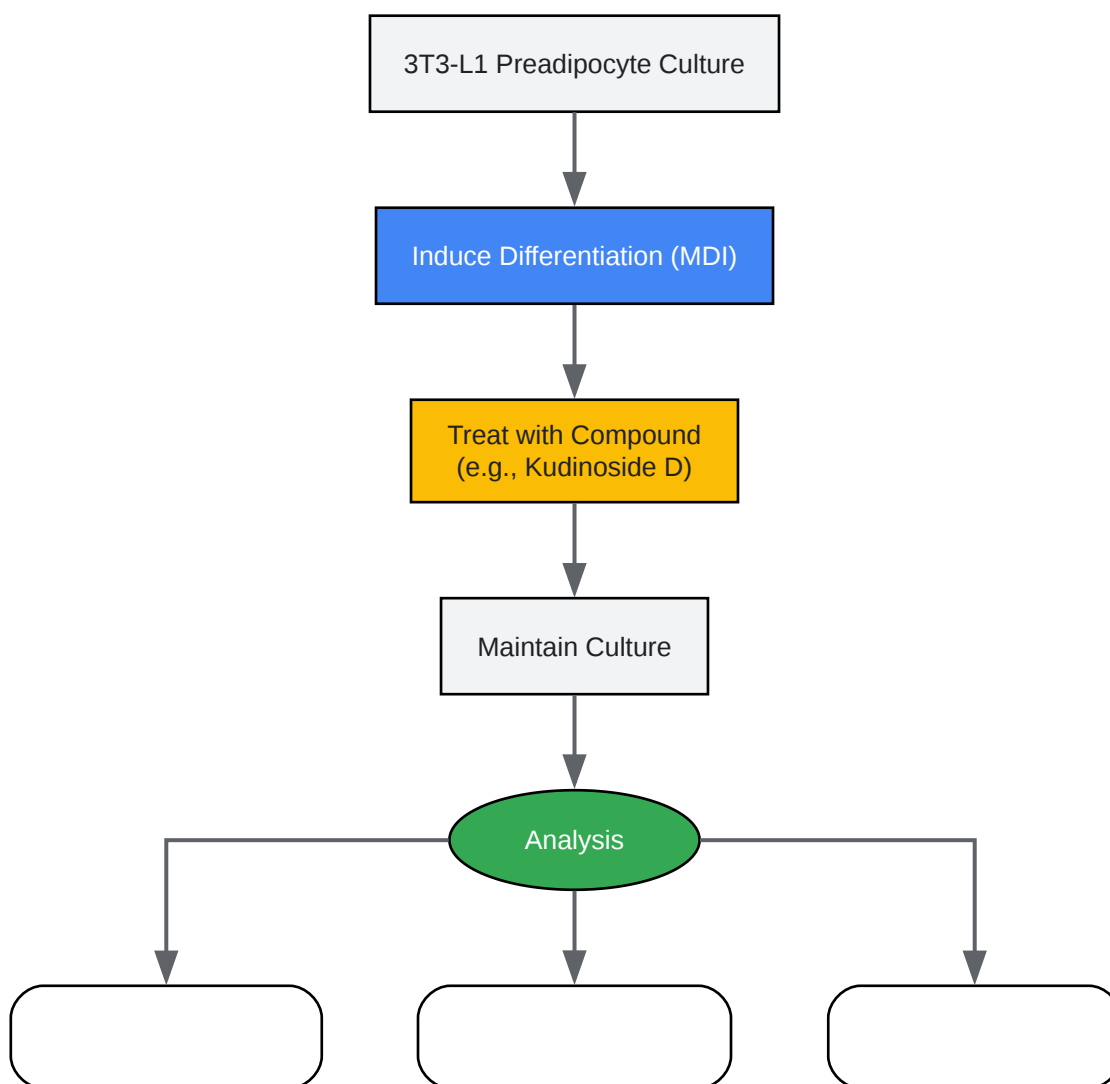 3T3-L1 Preadipocyte Culture
Induce Differentiation (MDI)
Treat with Compound
(e.g., Kudinoside D)
Maintain Culture
Analysis